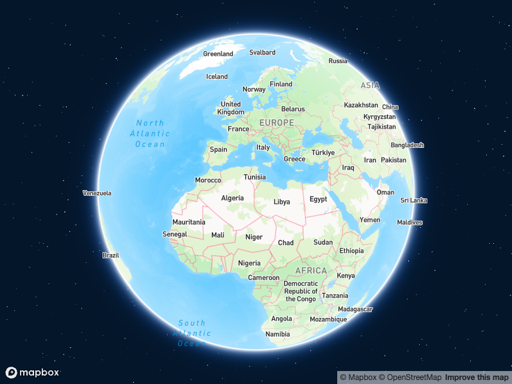 Greenland
Svalbard
Russia
Iceland
Finland
ASIA
Norway
United
Kingdom
Belarus
Kazakhstan
China
Kyrgyzstan
North
Atlantic
Ocean
EUROPE
France
Tajikistan
Spain
Italy
Greece
Türkiye
Bangladesh
Iraq
Iran
Pakistan
Morocco
Tunisia
Venezuela
Algeria
Libya
Egypt
Oman
Sri Lanka
Mauritania
Yemen
Maldives
Senegal
Mali
Niger
Chad
Sudan
Ethiopia
Brazil
Nigeria
Cameroon
AFRICA
Kenya
Democratic
Republic of
the Congo
Tanzania
Madagascar
South
Atlantic
Ocean
Angola
Mozambique
Namibia
mapbox
© Mapbox © OpenStreetMap Improve this map